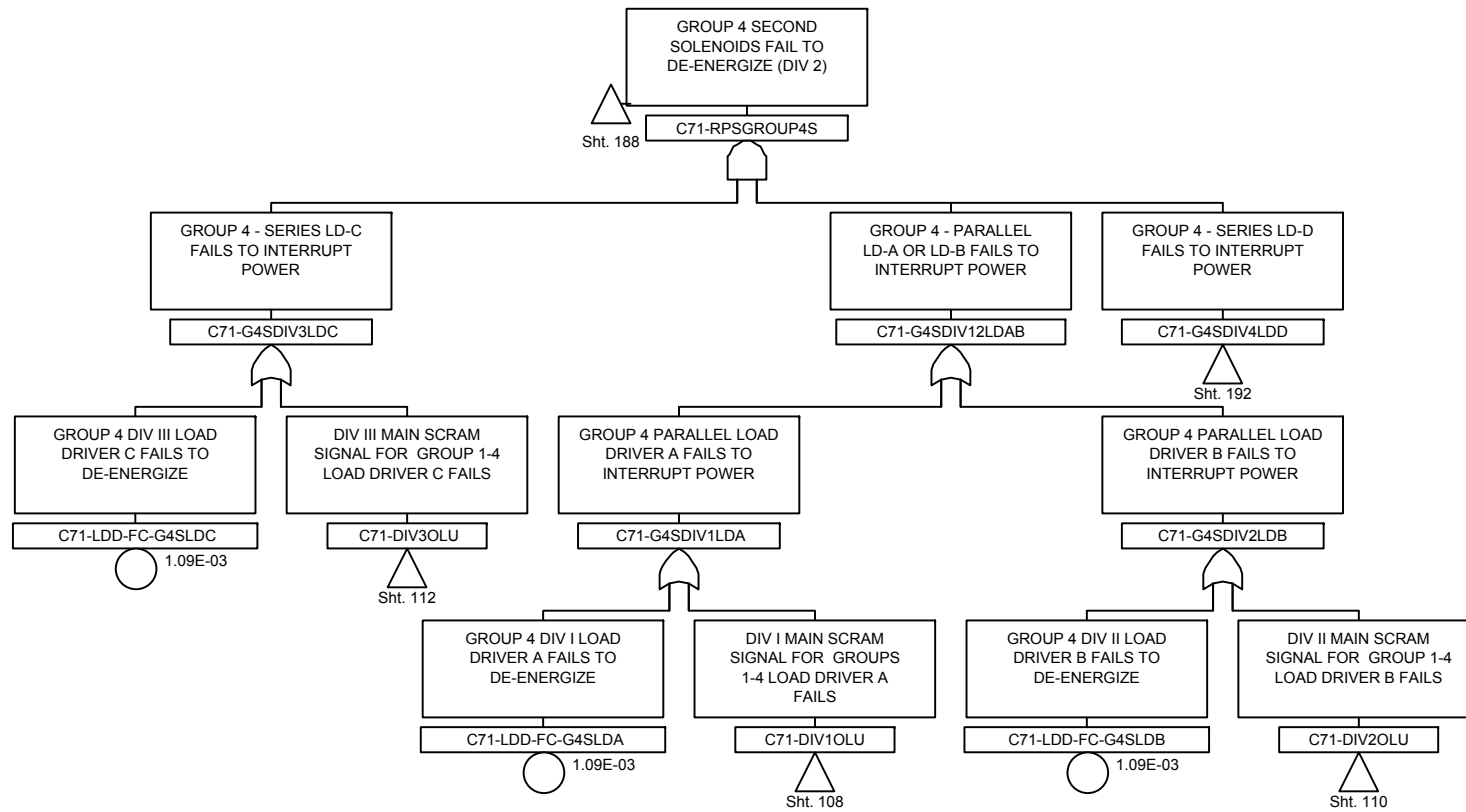 GROUP 4 SECOND
SOLENOIDS FAIL TO
DE-ENERGIZE (DIV 2)
Sht. 188
C71-RPSGROUP4S
GROUP 4 - SERIES LD-C
FAILS TO INTERRUPT
POWER
C71-G4SDIV3LDC
GROUP 4 - PARALLEL
LD-A OR LD-B FAILS TO
INTERRUPT POWER
C71-G4SDIV12LDAB
GROUP 4 - SERIES LD-D
FAILS TO INTERRUPT
POWER
C71-G4SDIV4LDD
Sht. 192
GROUP 4 DIV III LOAD
DRIVER C FAILS TO
DE-ENERGIZE
C71-LDD-FC-G4SLDC
1.09E-03
DIV III MAIN SCRAM
SIGNAL FOR GROUP 1-4
LOAD DRIVER C FAILS
C71-DIV3OLU
Sht. 112
GROUP 4 PARALLEL LOAD
DRIVER A FAILS TO
INTERRUPT POWER
C71-G4SDIV1LDA
GROUP 4 PARALLEL LOAD
DRIVER B FAILS TO
INTERRUPT POWER
C71-G4SDIV2LDB
GROUP 4 DIV I LOAD
DRIVER A FAILS TO
DE-ENERGIZE
C71-LDD-FC-G4SLDA
1.09E-03
DIV I MAIN SCRAM
SIGNAL FOR GROUPS
1-4 LOAD DRIVER A
FAILS
C71-DIV1OLU
Sht. 108
GROUP 4 DIV II LOAD
DRIVER B FAILS TO
DE-ENERGIZE
C71-LDD-FC-G4SLDB
1.09E-03
DIV II MAIN SCRAM
SIGNAL FOR GROUP 1-4
LOAD DRIVER B FAILS
C71-DIV2OLU
Sht. 110